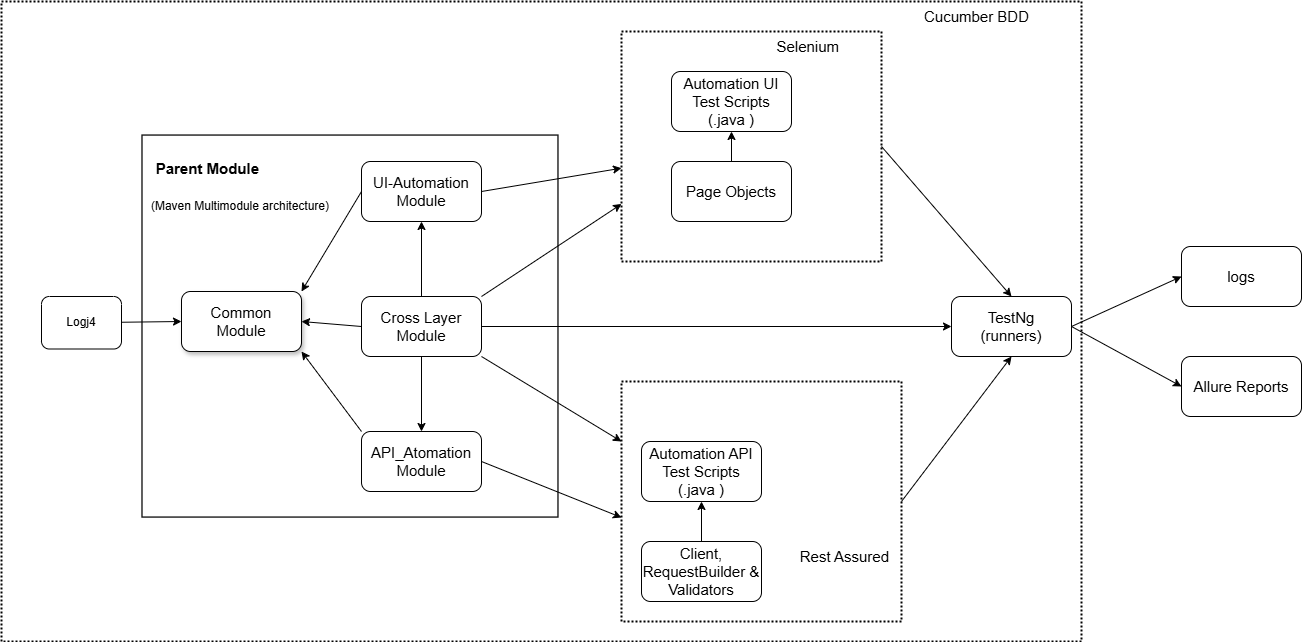 Cucumber BDD
Selenium
Automation UI
Test Scripts
(.java )
Page Objects
Parent Module
(Maven Multimodule architecture)
UI-Automation
Module
Logj4
Common
Module
Cross Layer
Module
API_Atomation
Module
TestNg
(runners)
logs
Allure Reports
Automation API
Test Scripts
(.java )
Client,
RequestBuilder &
Validators
Rest Assured